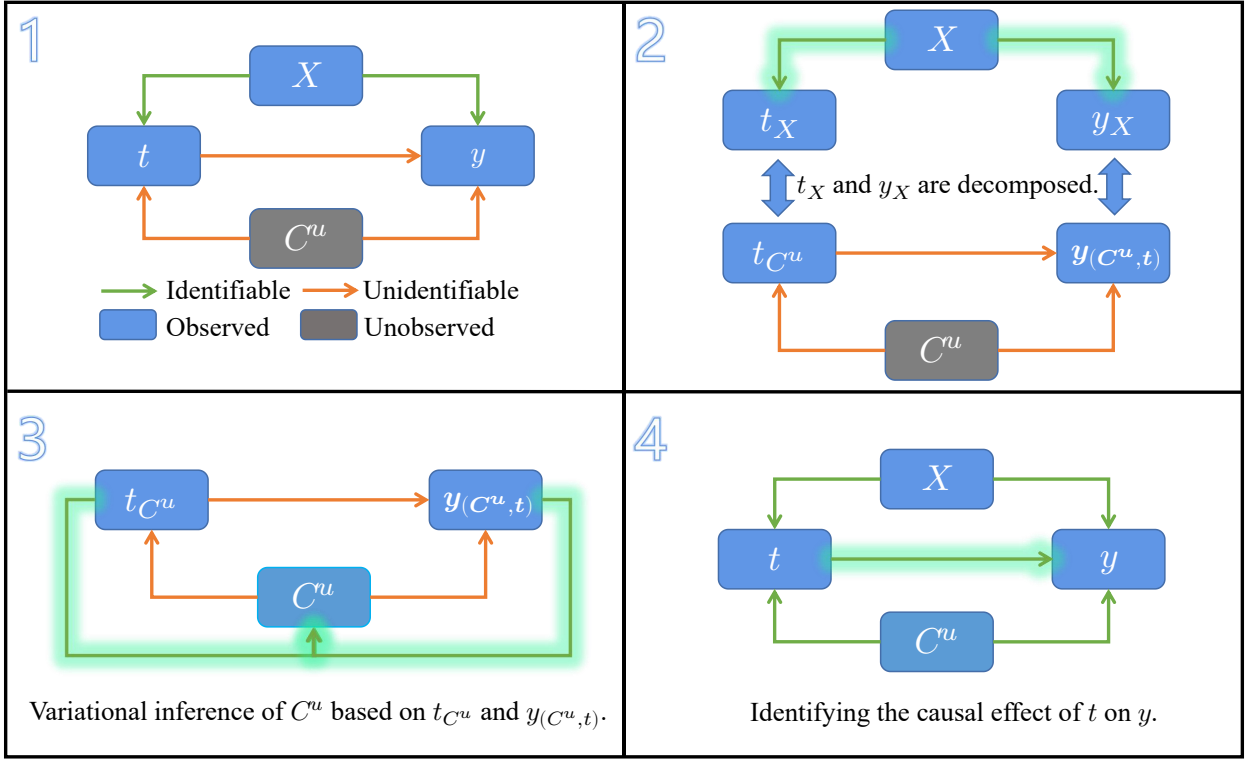 1
X
t
y
C^u
Identifiable
Unidentifiable
Observed
Unobserved
2
X
t_X
y_X
t_X and y_X are decomposed.
t_{C^u}
y_{(C^u,t)}
C^u
3
t_{C^u}
y_{(C^u,t)}
C^u
Variational inference of C^u based on t_{C^u} and y_{(C^u,t)}.
4
X
t
y
C^u
Identifying the causal effect of t on y.